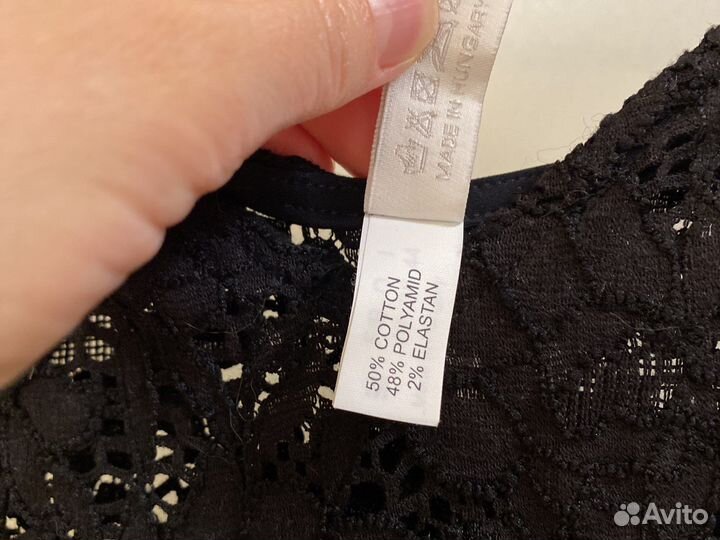 MADE IN HUNGARY
50% COTTON
48% POLYAMID
2% ELASTAN
Avito